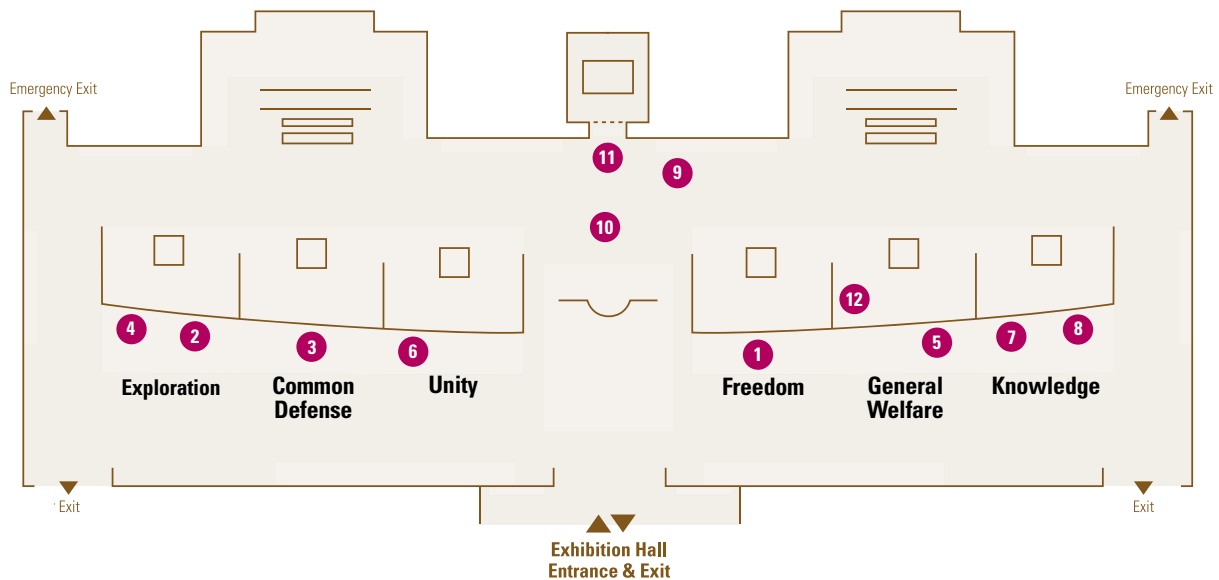 Emergency Exit
Emergency Exit
11
9
10
12
4
2
3
6
1
5
7
8
Exploration
Common
Defense
Unity
Freedom
General
Welfare
Knowledge
Exit
Exit
Exhibition Hall
Entrance & Exit